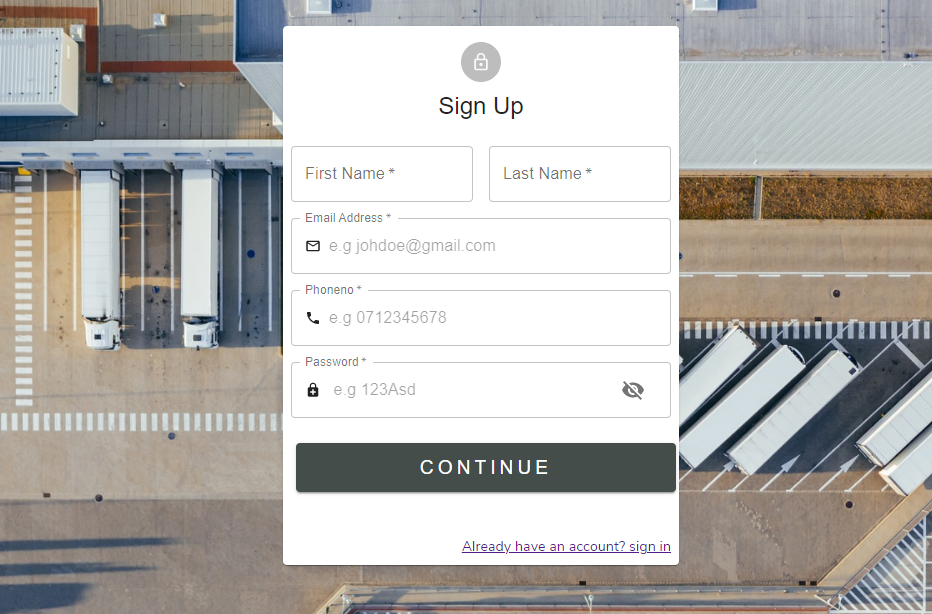 Sign Up
First Name *
Last Name *
Email Address *
e.g johdoe@gmail.com
Phoneno *
e.g 0712345678
Password *
e.g 123Asd
CONTINUE
Already have an account? sign in